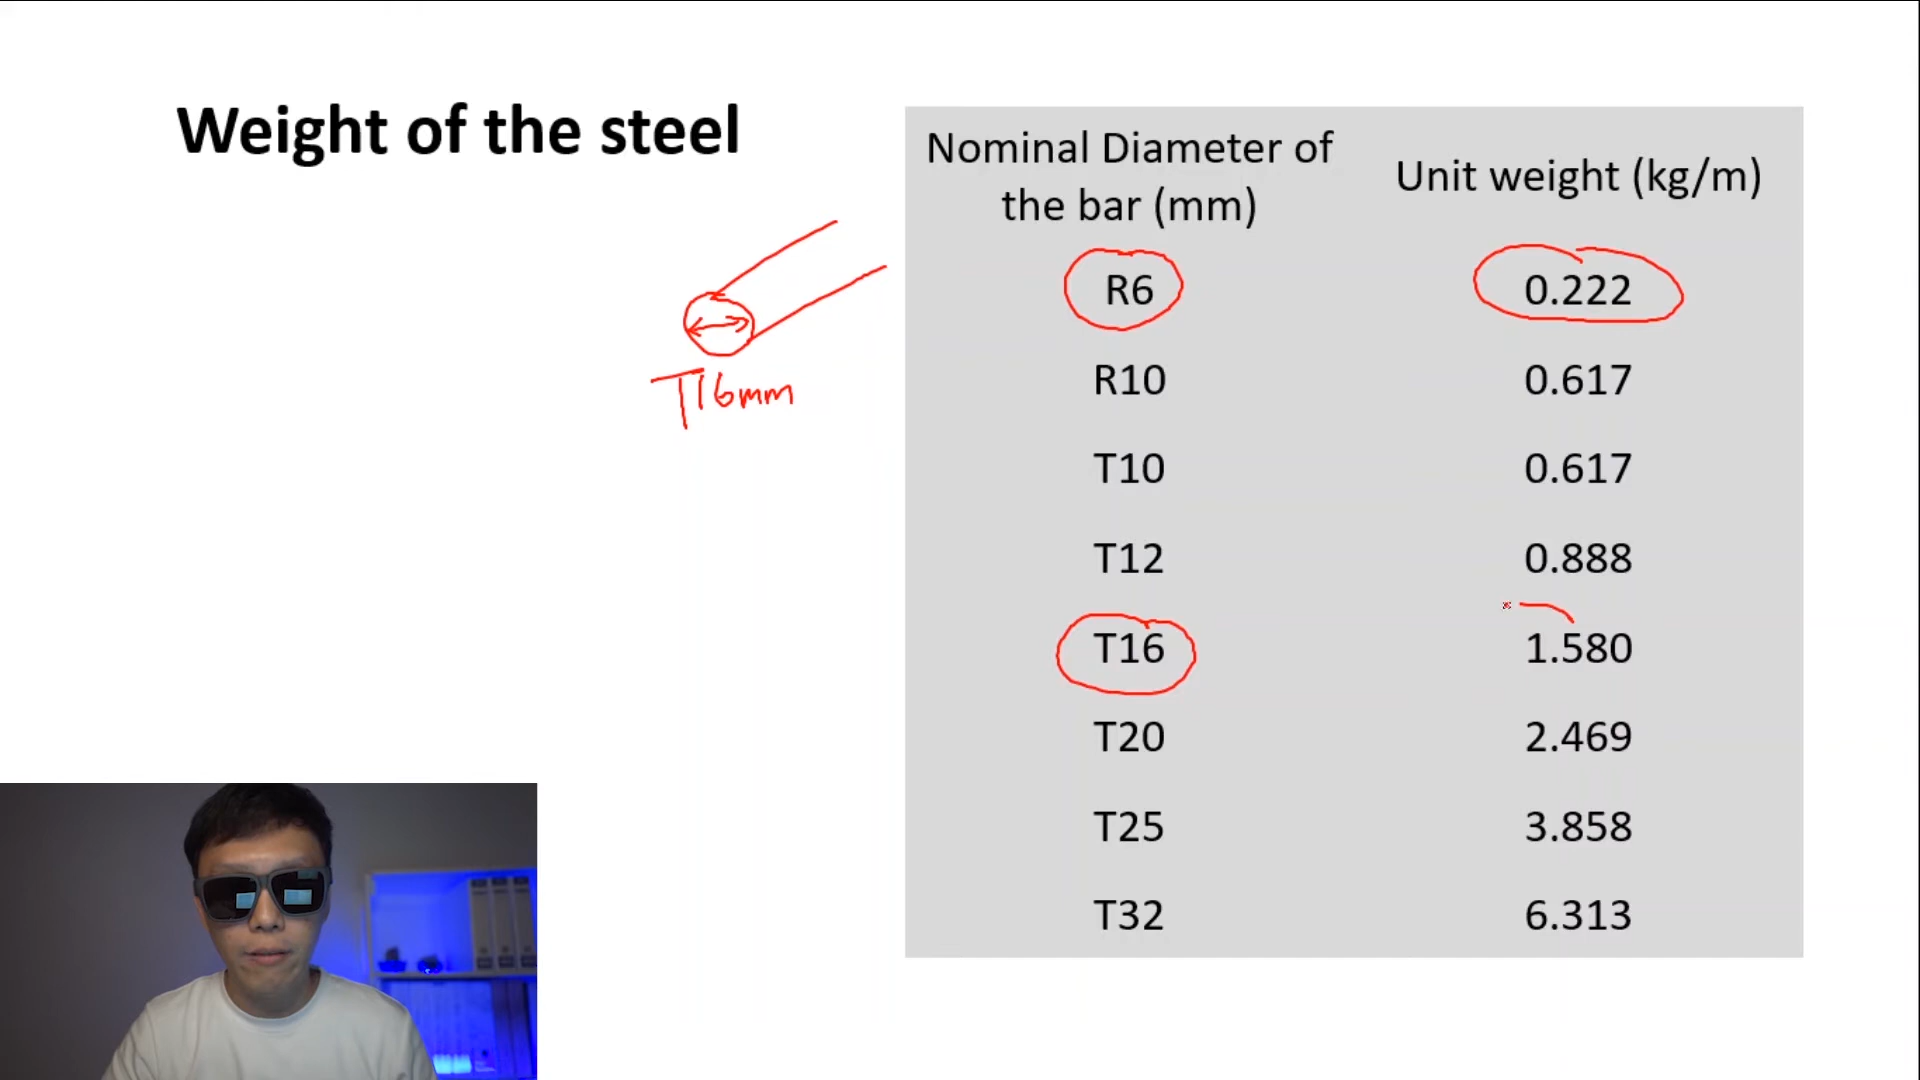 Weight of the steel
T16mm
Nominal Diameter of
the bar (mm)
Unit weight (kg/m)
R6 0.222
R10 0.617
T10 0.617
T12 0.888
T16 1.580
T20 2.469
T25 3.858
T32 6.313